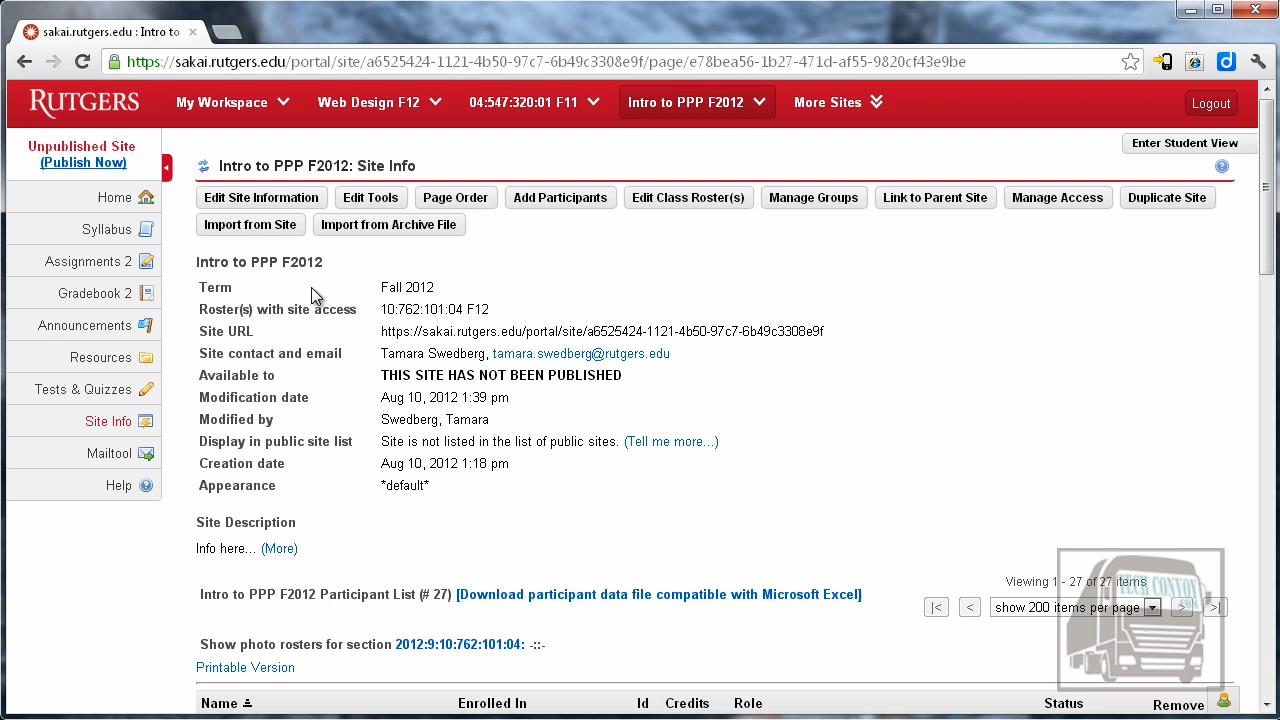 sakai.rutgers.edu : Intro to
https://sakai.rutgers.edu/portal/site/a6525424-1121-4b50-97c7-6b49c3308e9f/page/e78bea5e-1b27-471d-af55-9820cf43e9be
RUTGERS My Workspace Web Design F12 04:547:320:01 F11 Intro to PPP F2012 More Sites Logout
Unpublished Site
(Publish Now)
Enter Student View
Home
Syllabus
Assignments 2
Gradebook 2
Announcements
Resources
Tests & Quizzes
Site Info
Mailtool
Help
Intro to PPP F2012: Site Info
Edit Site Information Edit Tools Page Order Add Participants Edit Class Roster(s) Manage Groups Link to Parent Site Manage Access Duplicate Site
Import from Site Import from Archive File
Intro to PPP F2012
Term Fall 2012
Roster(s) with site access 10:762:101:04 F12
Site URL https://sakai.rutgers.edu/portal/site/a6525424-1121-4b50-97c7-6b49c3308e9f
Site contact and email Tamara Swedberg, tamara.swedberg@rutgers.edu
Available to THIS SITE HAS NOT BEEN PUBLISHED
Modification date Aug 10, 2012 1:39 pm
Modified by Swedberg, Tamara
Display in public site list Site is not listed in the list of public sites. (Tell me more...)
Creation date Aug 10, 2012 1:18 pm
Appearance *default*
Site Description
Info here... (More)
Viewing 1 - 27 of 27 items
TECH CONVOY
.COM
Intro to PPP F2012 Participant List (# 27) [Download participant data file compatible with Microsoft Excel]
|< < show 200 items per page > >|
Show photo rosters for section 2012:9:10:762:101:04: -::-
Printable Version
Name Enrolled In Id Credits Role Status Remove